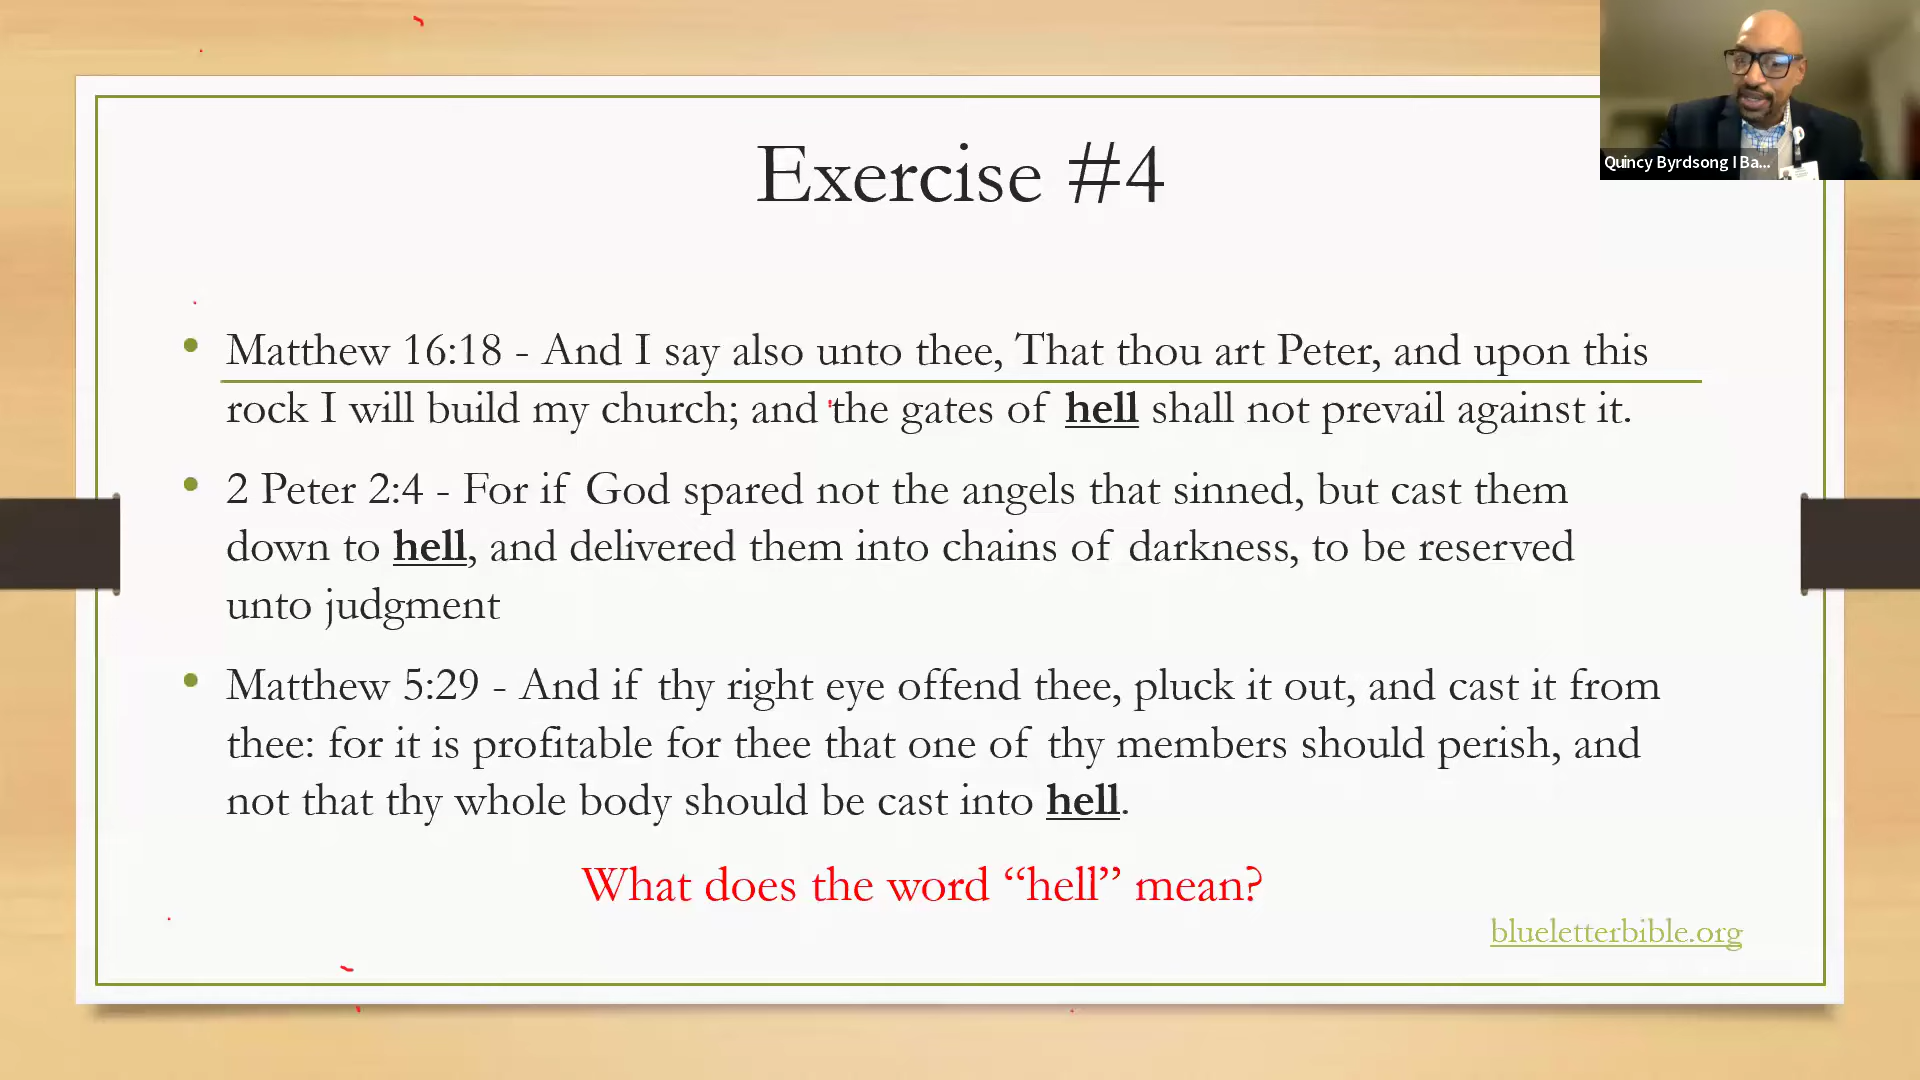 Exercise #4
Quincy Byrdsong l Ba...
• Matthew 16:18 - And I say also unto thee, That thou art Peter, and upon this
rock I will build my church; and the gates of hell shall not prevail against it.
• 2 Peter 2:4 - For if God spared not the angels that sinned, but cast them
down to hell, and delivered them into chains of darkness, to be reserved
unto judgment
• Matthew 5:29 - And if thy right eye offend thee, pluck it out, and cast it from
thee: for it is profitable for thee that one of thy members should perish, and
not that thy whole body should be cast into hell.
What does the word “hell” mean?
blueletterbible.org